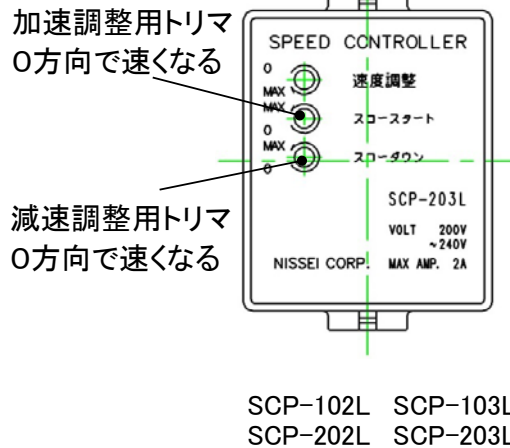 加速調整用トリマ
0方向で速くなる
減速調整用トリマ
0方向で速くなる
SPEED CONTROLLER
0
MAX
速度調整
MAX
0
スロースタート
MAX
0
スローダウン
SCP-203L
VOLT 200V
~240V
NISSEI CORP. MAX AMP. 2A
SCP-102L SCP-103L
SCP-202L SCP-203L